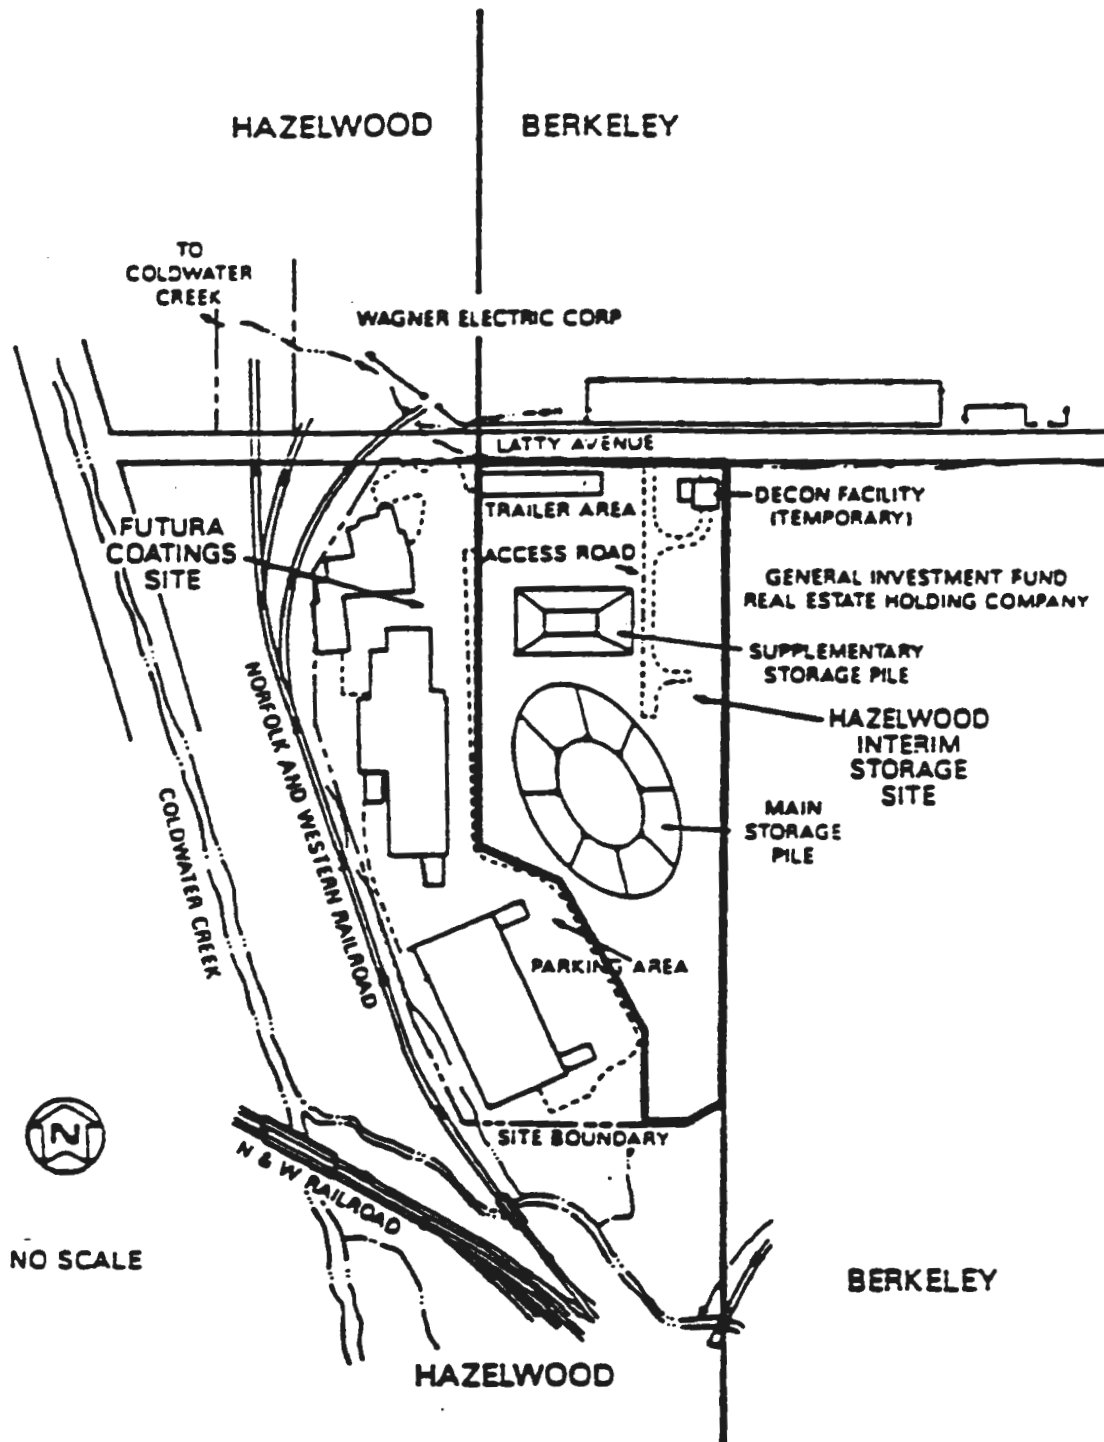 HAZELWOOD
BERKELEY
TO
COLDWATER
CREEK
WAGNER ELECTRIC CORP
LATTY AVENUE
TRAILER AREA
DECON FACILITY
(TEMPORARY)
FUTURA
COATINGS
SITE
ACCESS ROAD
GENERAL INVESTMENT FUND
REAL ESTATE HOLDING COMPANY
SUPPLEMENTARY
STORAGE PILE
HAZELWOOD
INTERIM
STORAGE
SITE
MAIN
STORAGE
PILE
NORFOLK AND WESTERN RAILROAD
COLDWATER CREEK
PARKING AREA
N
SITE BOUNDARY
N & W RAILROAD
NO SCALE
BERKELEY
HAZELWOOD